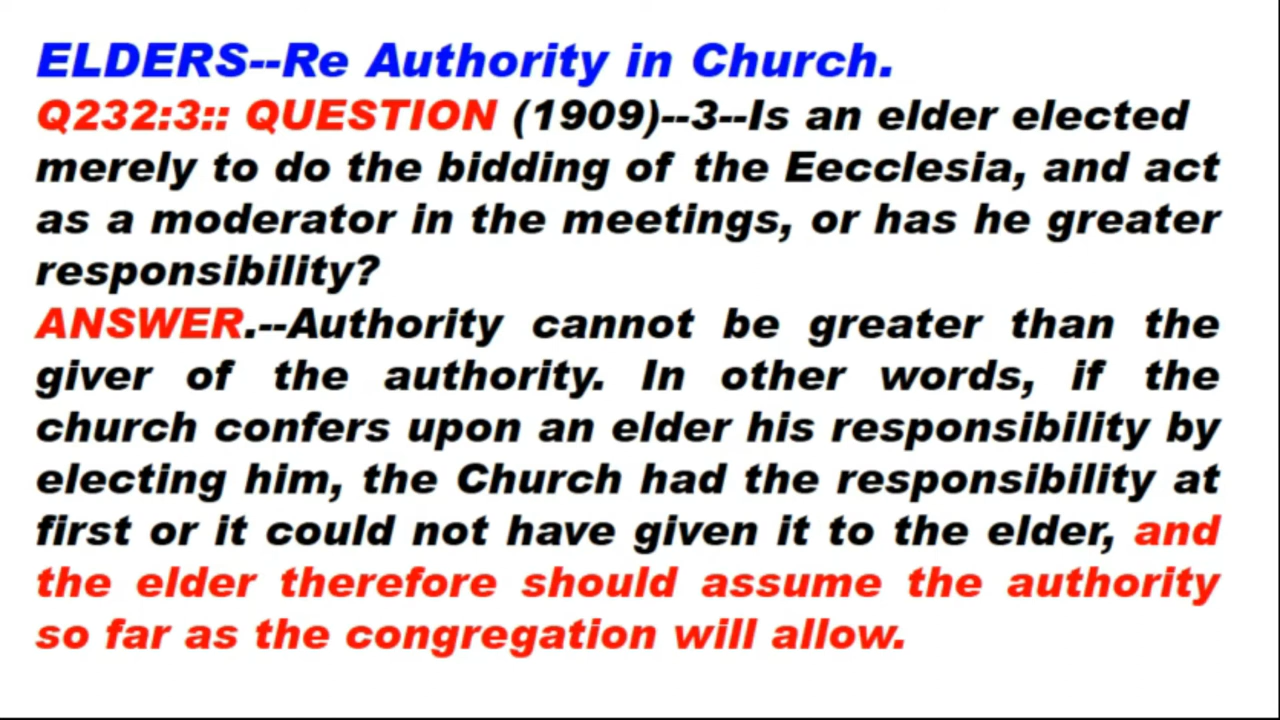 ELDERS--Re Authority in Church.
Q232:3:: QUESTION (1909)--3--Is an elder elected
merely to do the bidding of the Eecclesia, and act
as a moderator in the meetings, or has he greater
responsibility?
ANSWER.--Authority cannot be greater than the
giver of the authority. In other words, if the
church confers upon an elder his responsibility by
electing him, the Church had the responsibility at
first or it could not have given it to the elder, and
the elder therefore should assume the authority
so far as the congregation will allow.